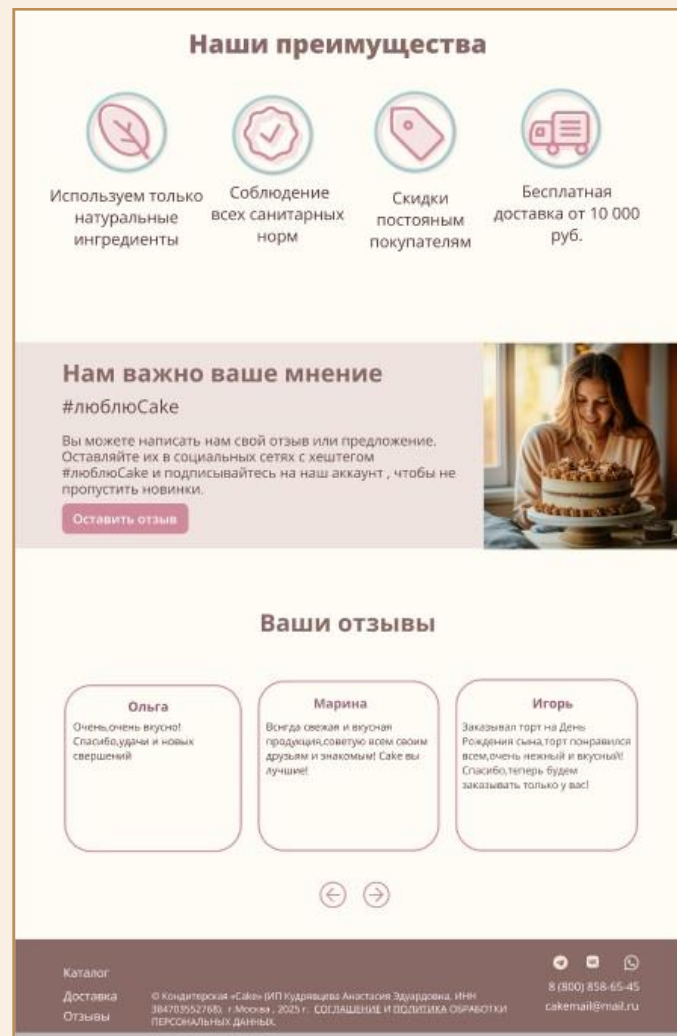 Наши преимущества
Используем только
натуральные
ингредиенты
Соблюдение
всех санитарных
норм
Скидки
постояным
покупателям
Бесплатная
доставка от 10 000
руб.
Нам важно ваше мнение
#люблюCake
Вы можете написать нам свой отзыв или предложение.
Оставляйте их в социальных сетях с хештегом
#люблюCake и подписывайтесь на наш аккаунт , чтобы не
пропустить новинки.
Оставить отзыв
Ваши отзывы
Ольга
Очень,очень вкусно!
Спасибо,удачи и новых
свершений
Марина
Всегда свежая и вкусная
продукция,советую всем своим
друзьям и знакомым! Cake вы
лучшие!
Игорь
Заказывал торт на День
Рождения сына,торт понравился
всем,очень нежный и вкусный!
Спасибо,теперь будем
заказывать только у вас!
Каталог
Доставка
Отзывы
© Кондитерская «Cake» (ИП Кудрявцева Анастасия Эдуардовна, ИНН
384703552768), г.Москва , 2025 г. СОГЛАШЕНИЕ И ПОЛИТИКА ОБРАБОТКИ
ПЕРСОНАЛЬНЫХ ДАННЫХ.
8 (800) 858-65-45
cakemail@mail.ru